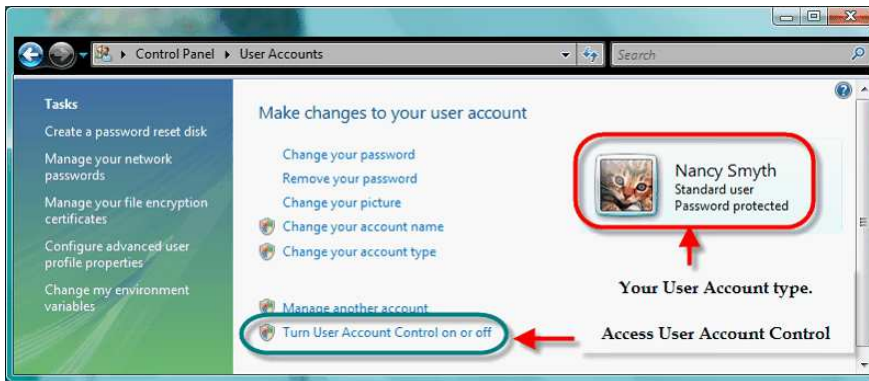 Control Panel
User Accounts
Search
Tasks
Create a password reset disk
Manage your network
passwords
Manage your file encryption
certificates
Configure advanced user
profile properties
Change my environment
variables
Make changes to your user account
Change your password
Remove your password
Change your picture
Change your account name
Change your account type
Manage another account
Turn User Account Control on or off
Nancy Smyth
Standard user
Password protected
Your User Account type.
Access User Account Control